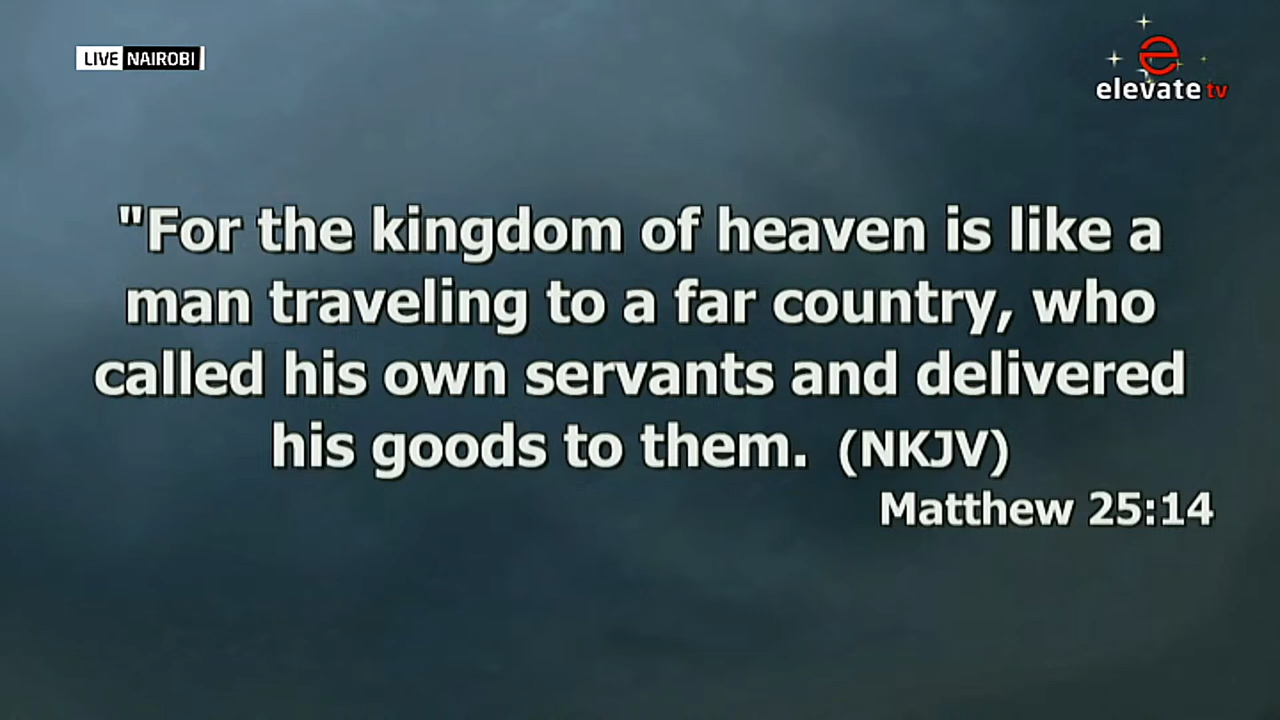 LIVE NAIROBI
e
elevate tv
"For the kingdom of heaven is like a
man traveling to a far country, who
called his own servants and delivered
his goods to them. (NKJV)
Matthew 25:14